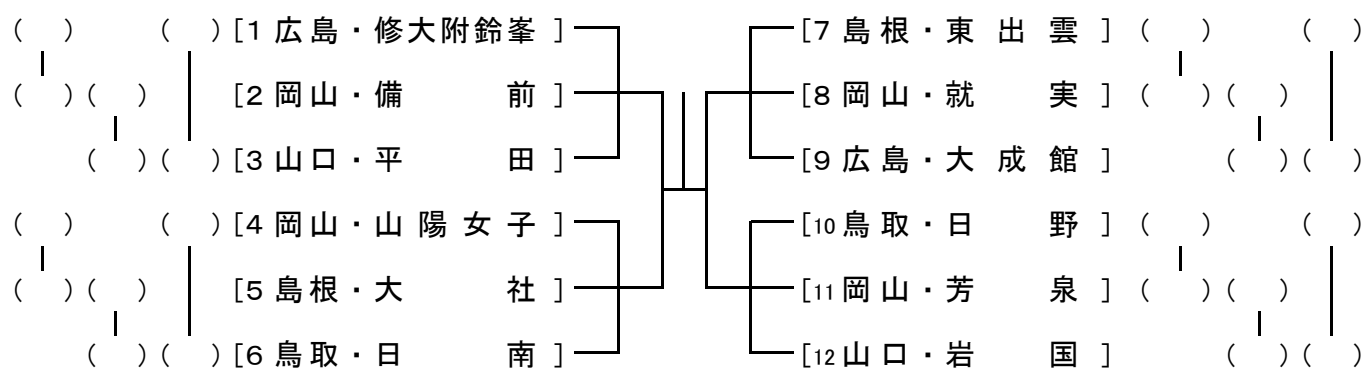 (　) (　) [1 広島・修大附鈴峯 ] [7 島根・東出雲 ] (　) (　)
(　) (　) [2 岡山・備前 ] [8 岡山・就実 ] (　) (　)
(　) (　) [3 山口・平田 ] [9 広島・大成館 ] (　) (　)
(　) (　) [4 岡山・山陽女子 ] [10 鳥取・日野 ] (　) (　)
(　) (　) [5 島根・大社 ] [11 岡山・芳泉 ] (　) (　)
(　) (　) [6 鳥取・日南 ] [12 山口・岩国 ] (　) (　)